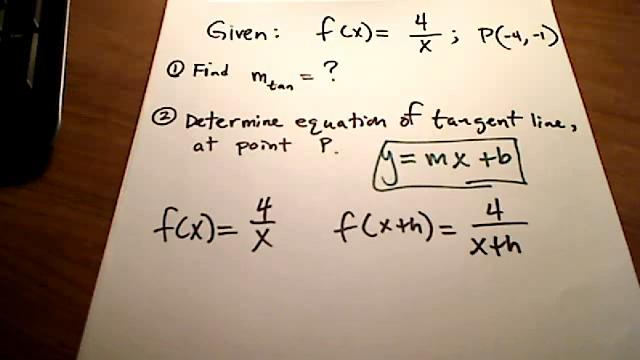 Given: f(x) = 4/x ; P(-4,-1)
① Find m_tan = ?
② Determine equation of tangent line,
at point P.
y = mx + b
f(x) = 4/x f(x+h) = 4/(x+h)